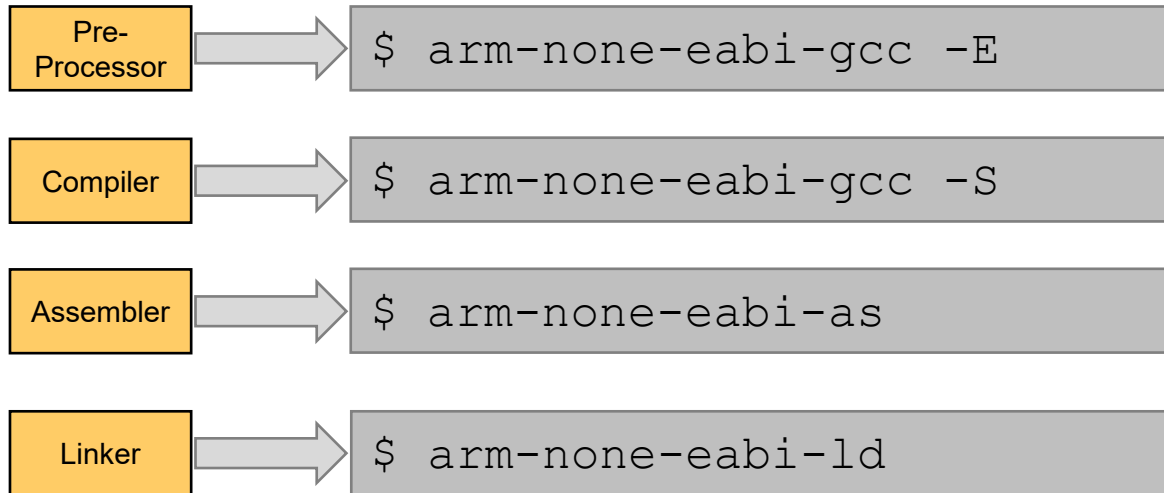 Pre-
Processor
$ arm-none-eabi-gcc -E
Compiler
$ arm-none-eabi-gcc -S
Assembler
$ arm-none-eabi-as
Linker
$ arm-none-eabi-ld